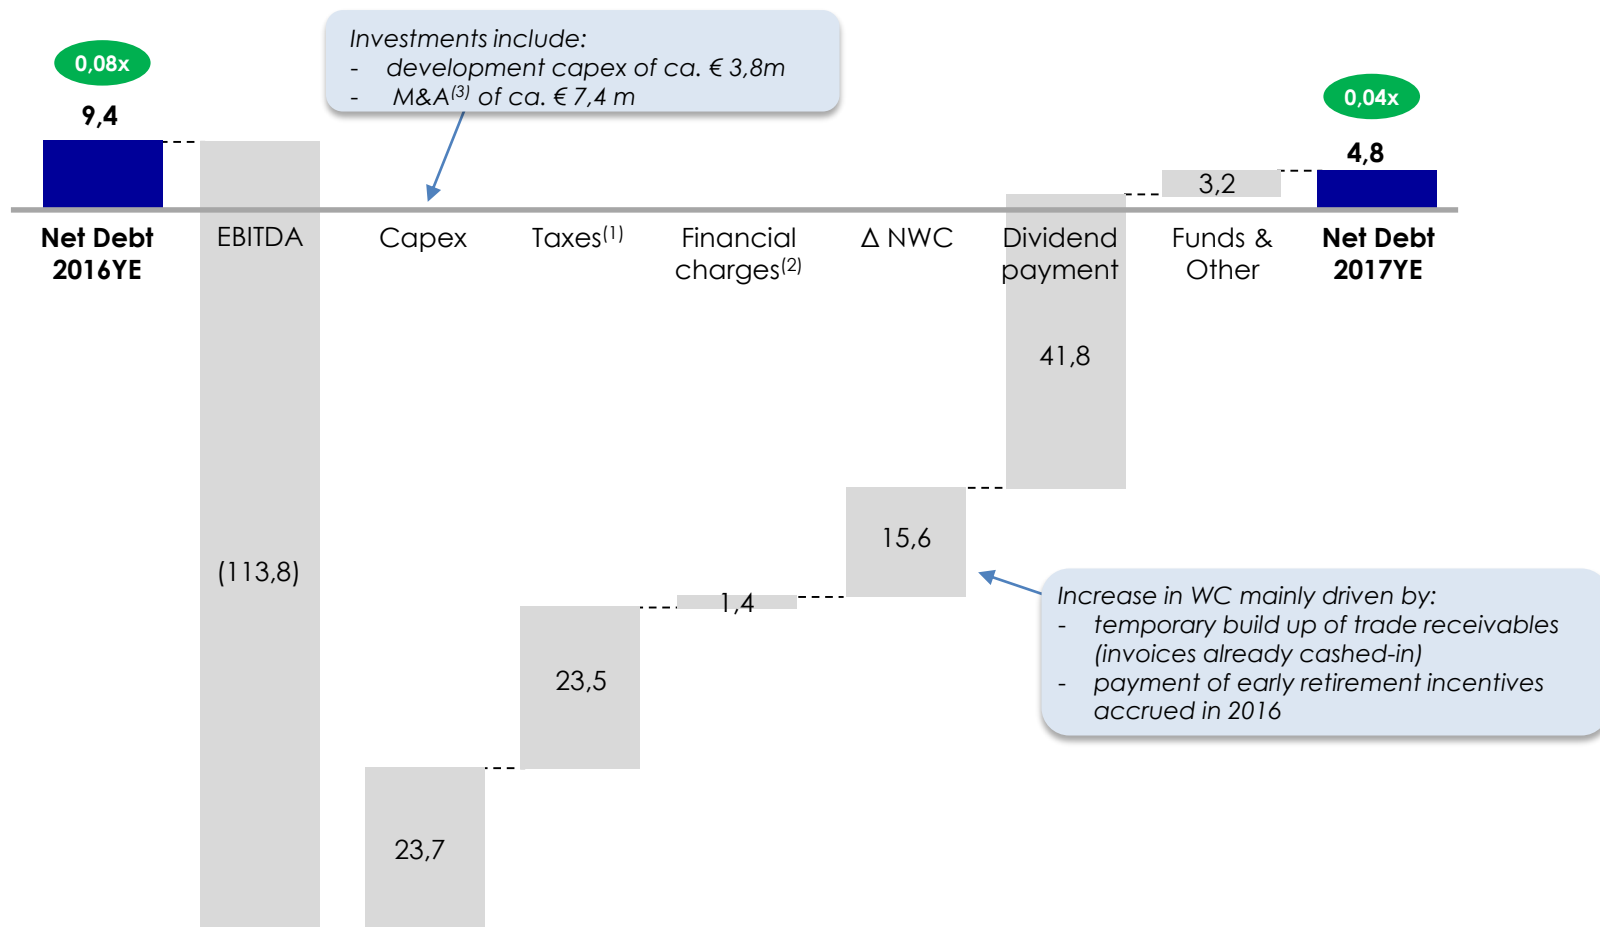 Investments include:
- development capex of ca. € 3,8m
- M&A(3) of ca. € 7,4 m
0,08x
9,4
0,04x
4,8
3,2
Net Debt
2016YE
EBITDA
Capex
Taxes(1)
Financial
charges(2)
Δ NWC
Dividend
payment
Funds &
Other
Net Debt
2017YE
41,8
15,6
(113,8)
1,4
23,5
23,7
Increase in WC mainly driven by:
- temporary build up of trade receivables
(invoices already cashed-in)
- payment of early retirement incentives
accrued in 2016